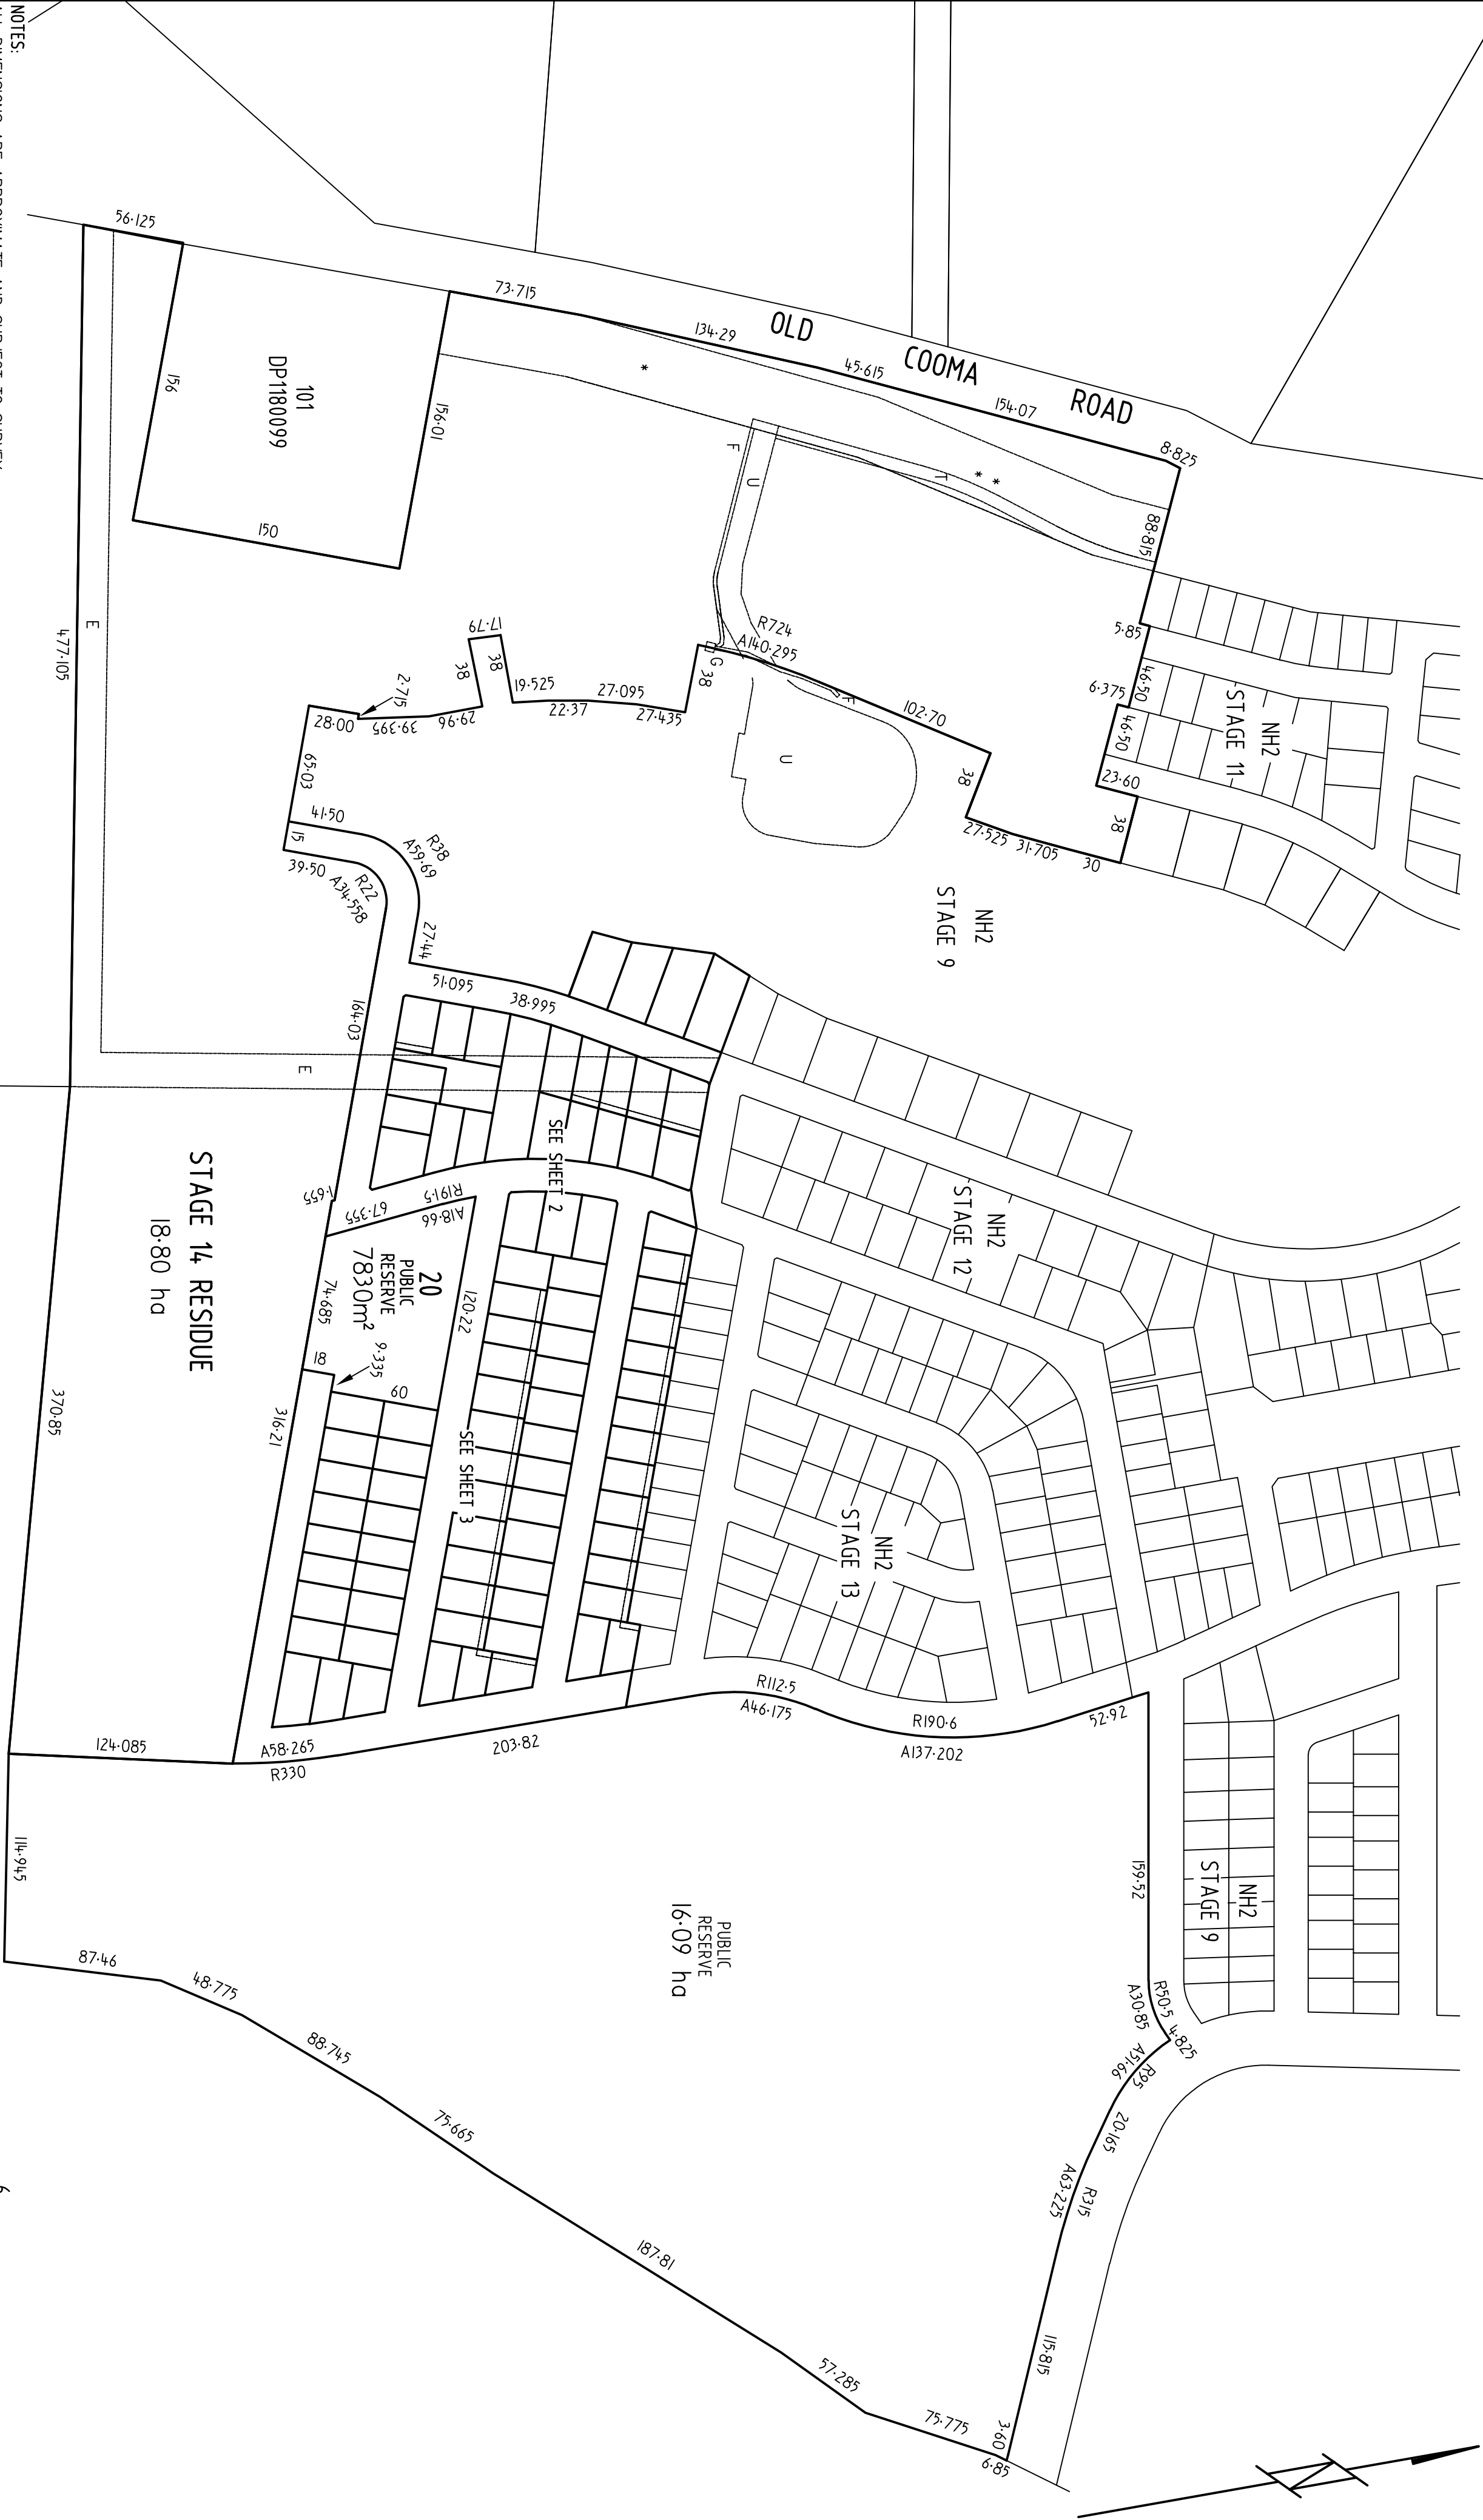 NOTES:
OLD COOMA ROAD
56·125
73·715
134·29
45·615
154·07
8·825
88·815
5·85
46·50
6·375
46·50
23·60
38
30
31·705
27·525
38
102·70
R724
A140·295
38
G
F
F
U
U
T
*
* *
156
156·01
150
101
DP1180099
17·79
38
38
19·525
22·37
27·095
27·435
29·96
39·395
2·715
28·00
65·03
41·50
15
39·50
R38
A59·69
R22
A34·558
27·44
51·095
38·995
164·03
E
E
477·105
NH2
STAGE 11
NH2
STAGE 9
NH2
STAGE 12
NH2
STAGE 13
NH2
STAGE 9
SEE SHEET 2
SEE SHEET 3
1·655
67·355
R191·5
A18·66
120·22
20
PUBLIC
RESERVE
7830m²
74·685
18
9·335
60
316·21
STAGE 14 RESIDUE
18·80 ha
370·85
124·085
A58·265
R330
203·82
R112·5
A46·175
R190·6
A137·202
52·92
159·52
R50·5
A30·85
4·825
R95
A51·66
20·165
R315
A63·225
115·815
3·60
6·85
75·775
57·285
187·81
75·665
88·745
48·775
87·46
114·945
PUBLIC
RESERVE
16·09 ha